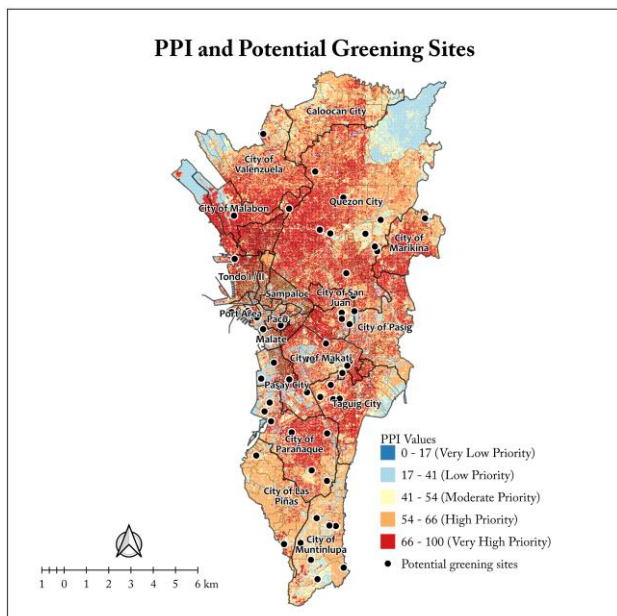 PPI and Potential Greening Sites
Caloocan City
City of
Valenzuela
Quezon City
City of Malabon
City of
Marikina
Tondo I/II
Sampaloc
City of San
Juan
Port Area
Paco
City of Pasig
Malate
City of Makati
Pasay City
Taguig City
City of
Parañaque
City of Las
Piñas
City of
Muntinlupa
PPI Values
0 - 17 (Very Low Priority)
17 - 41 (Low Priority)
41 - 54 (Moderate Priority)
54 - 66 (High Priority)
66 - 100 (Very High Priority)
Potential greening sites
1 0 1 2 3 4 5 6 km